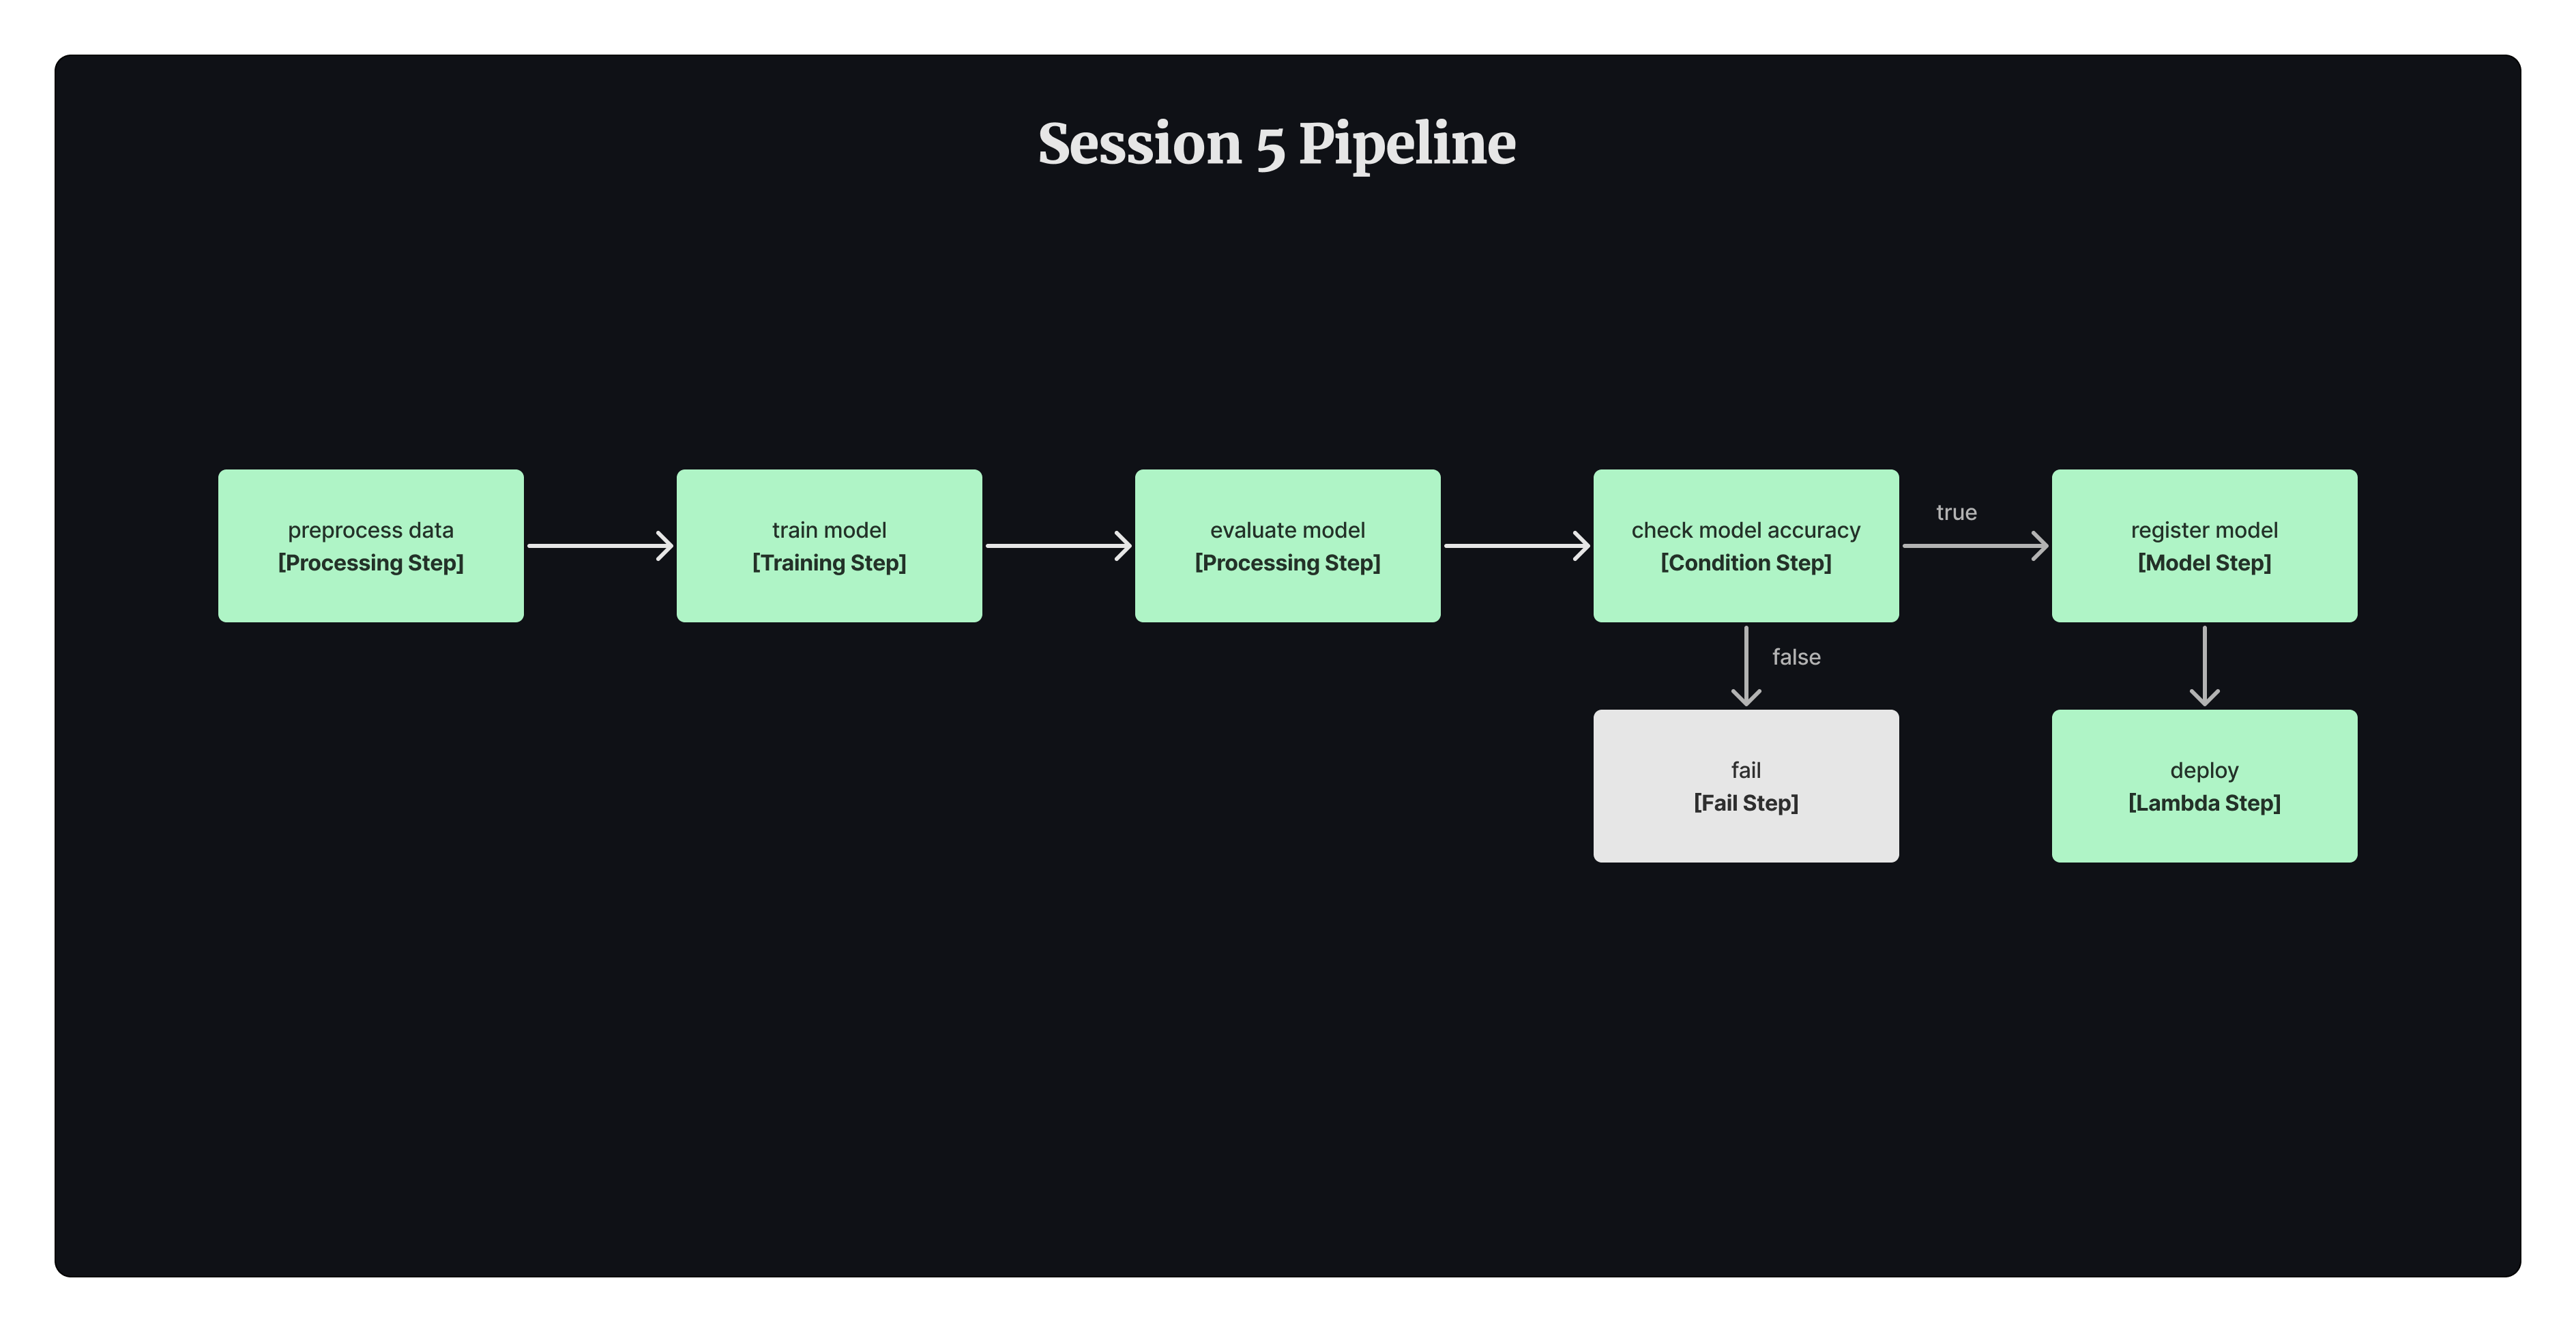 Session 5 Pipeline
preprocess data
[Processing Step]
train model
[Training Step]
evaluate model
[Processing Step]
check model accuracy
[Condition Step]
true
register model
[Model Step]
false
fail
[Fail Step]
deploy
[Lambda Step]